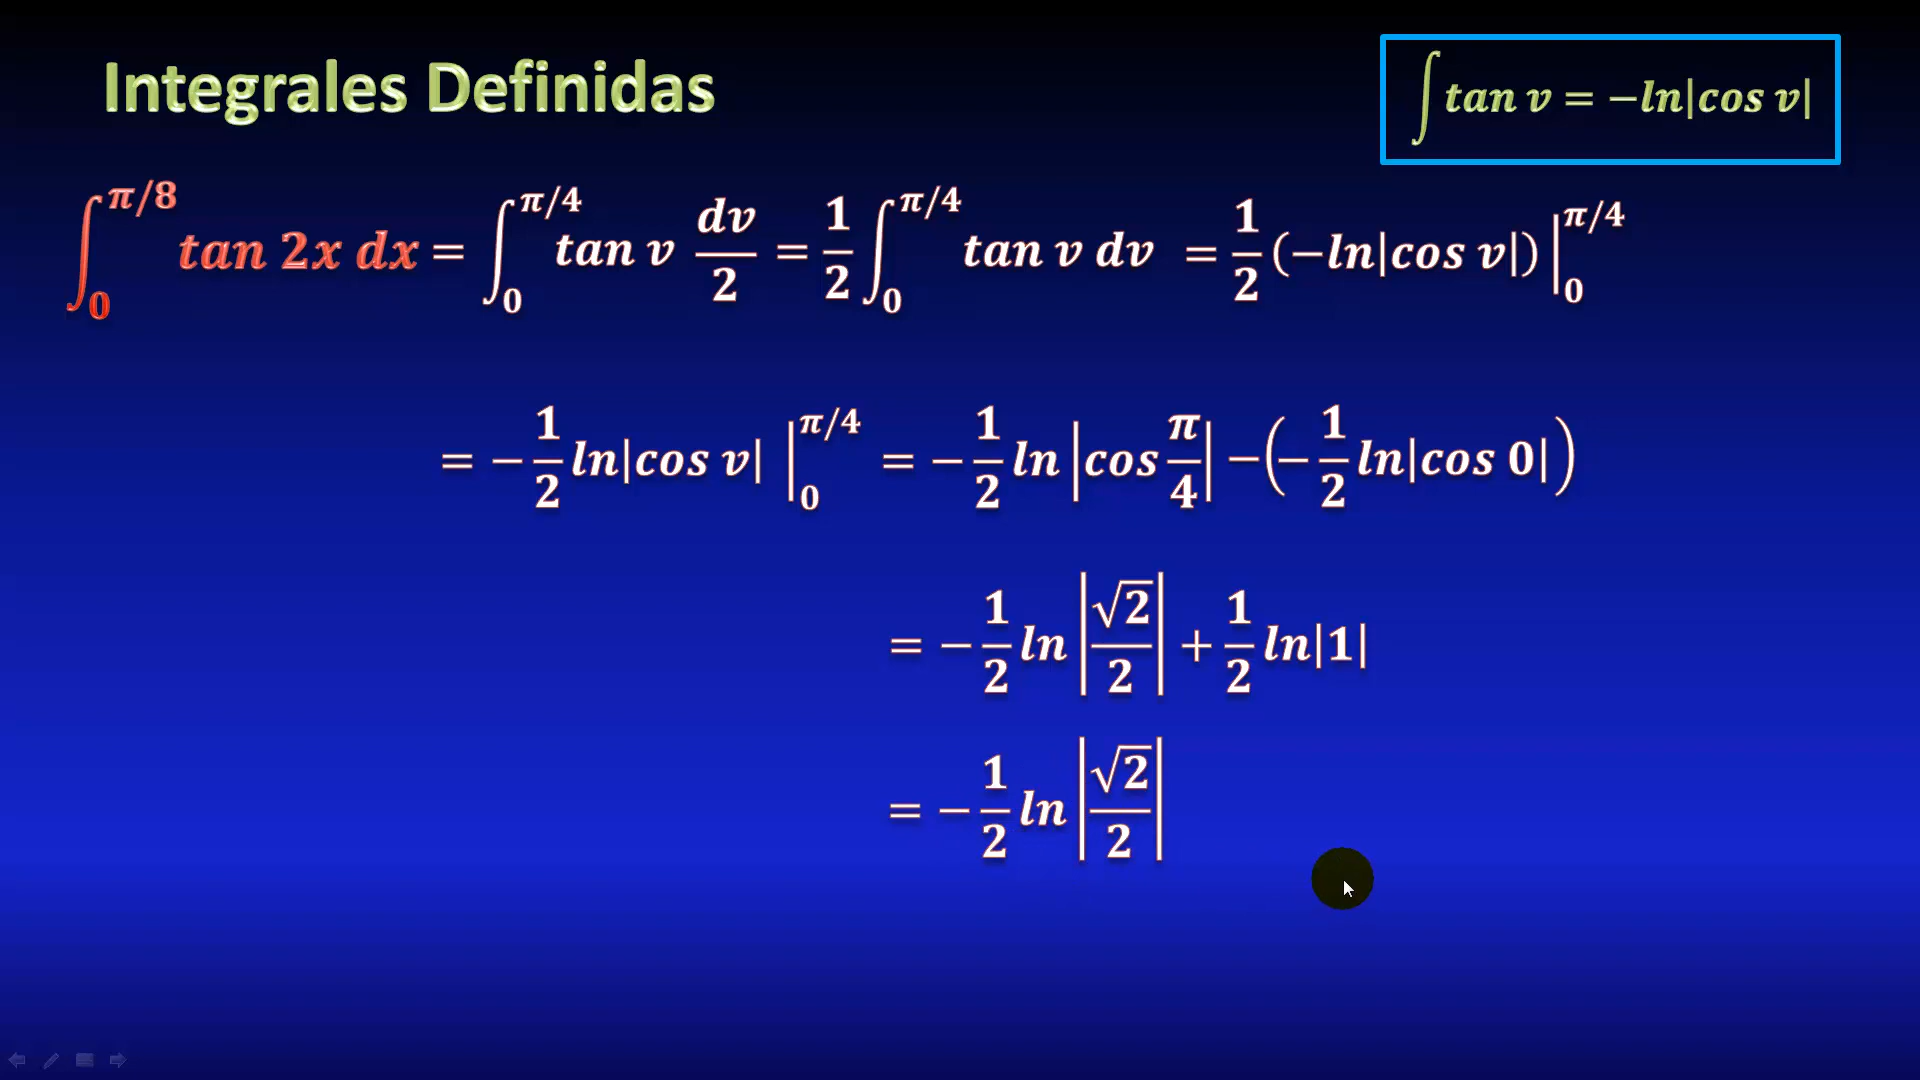 Integrales Definidas
∫ tan v = −ln|cos v|
∫₀^{π/8} tan 2x dx = ∫₀^{π/4} tan v dv/2 = 1/2 ∫₀^{π/4} tan v dv = 1/2 (−ln|cos v|) |₀^{π/4}
= −1/2 ln|cos v| |₀^{π/4} = −1/2 ln |cos π/4| −(−1/2 ln|cos 0|)
= −1/2 ln |√2/2| + 1/2 ln|1|
= −1/2 ln |√2/2|